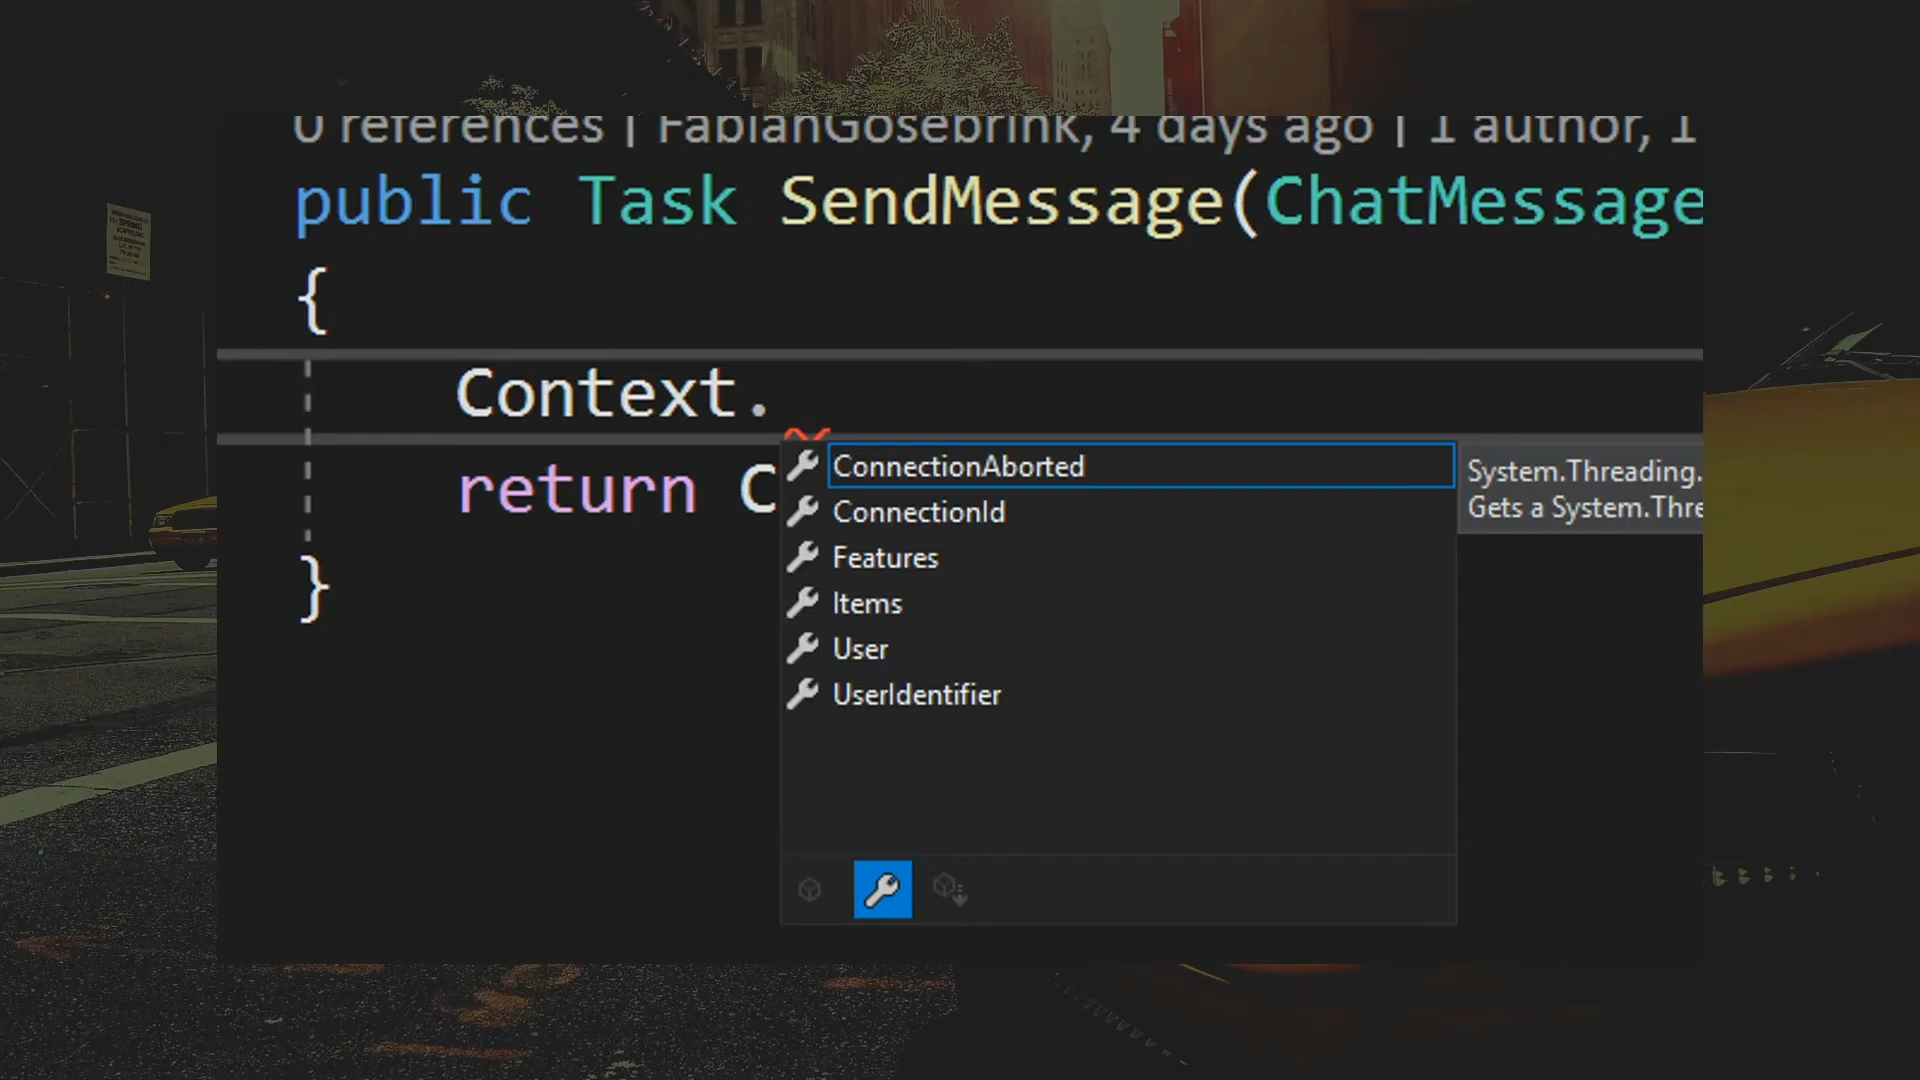 0 references | FabianGosebrink, 4 days ago | 1 author, 1
public Task SendMessage(ChatMessage
{
Context.
return C
}
ConnectionAborted
ConnectionId
Features
Items
User
UserIdentifier
System.Threading.
Gets a System.Thre